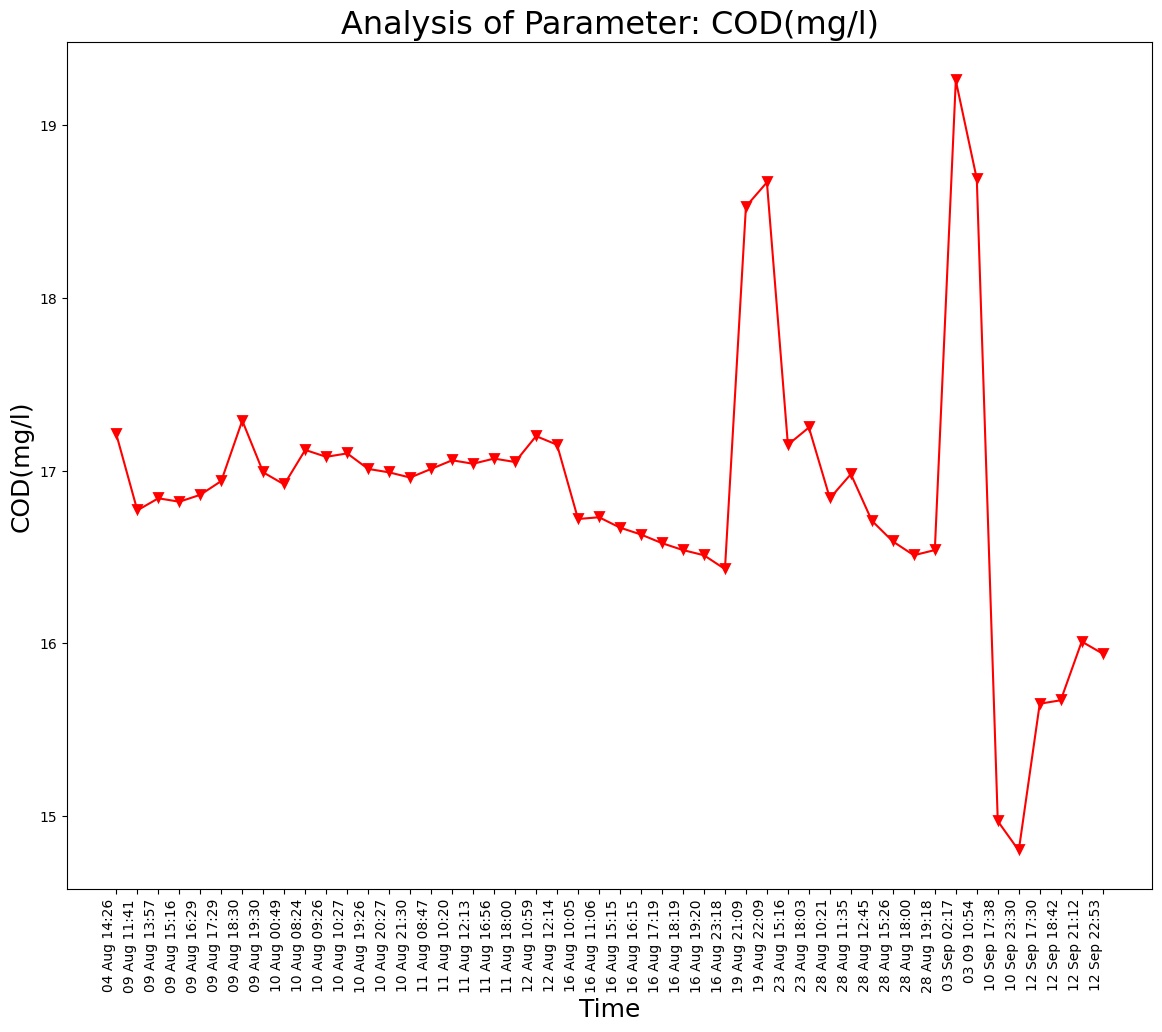 Analysis of Parameter: COD(mg/l)
COD(mg/l)
19
18
17
16
15
04 Aug 14:26
09 Aug 11:41
09 Aug 13:57
09 Aug 15:16
09 Aug 16:29
09 Aug 17:29
09 Aug 18:30
09 Aug 19:30
10 Aug 00:49
10 Aug 08:24
10 Aug 09:26
10 Aug 10:27
10 Aug 19:26
10 Aug 20:27
10 Aug 21:30
11 Aug 08:47
11 Aug 10:20
11 Aug 12:13
11 Aug 16:56
11 Aug 18:00
12 Aug 10:59
12 Aug 12:14
16 Aug 10:05
16 Aug 11:06
16 Aug 15:15
16 Aug 16:15
16 Aug 17:19
16 Aug 18:19
16 Aug 19:20
16 Aug 23:18
19 Aug 21:09
19 Aug 22:09
23 Aug 15:16
23 Aug 18:03
28 Aug 10:21
28 Aug 11:35
28 Aug 12:45
28 Aug 15:26
28 Aug 18:00
28 Aug 19:18
03 Sep 02:17
03 09 10:54
10 Sep 17:38
10 Sep 23:30
12 Sep 17:30
12 Sep 18:42
12 Sep 21:12
12 Sep 22:53
Time